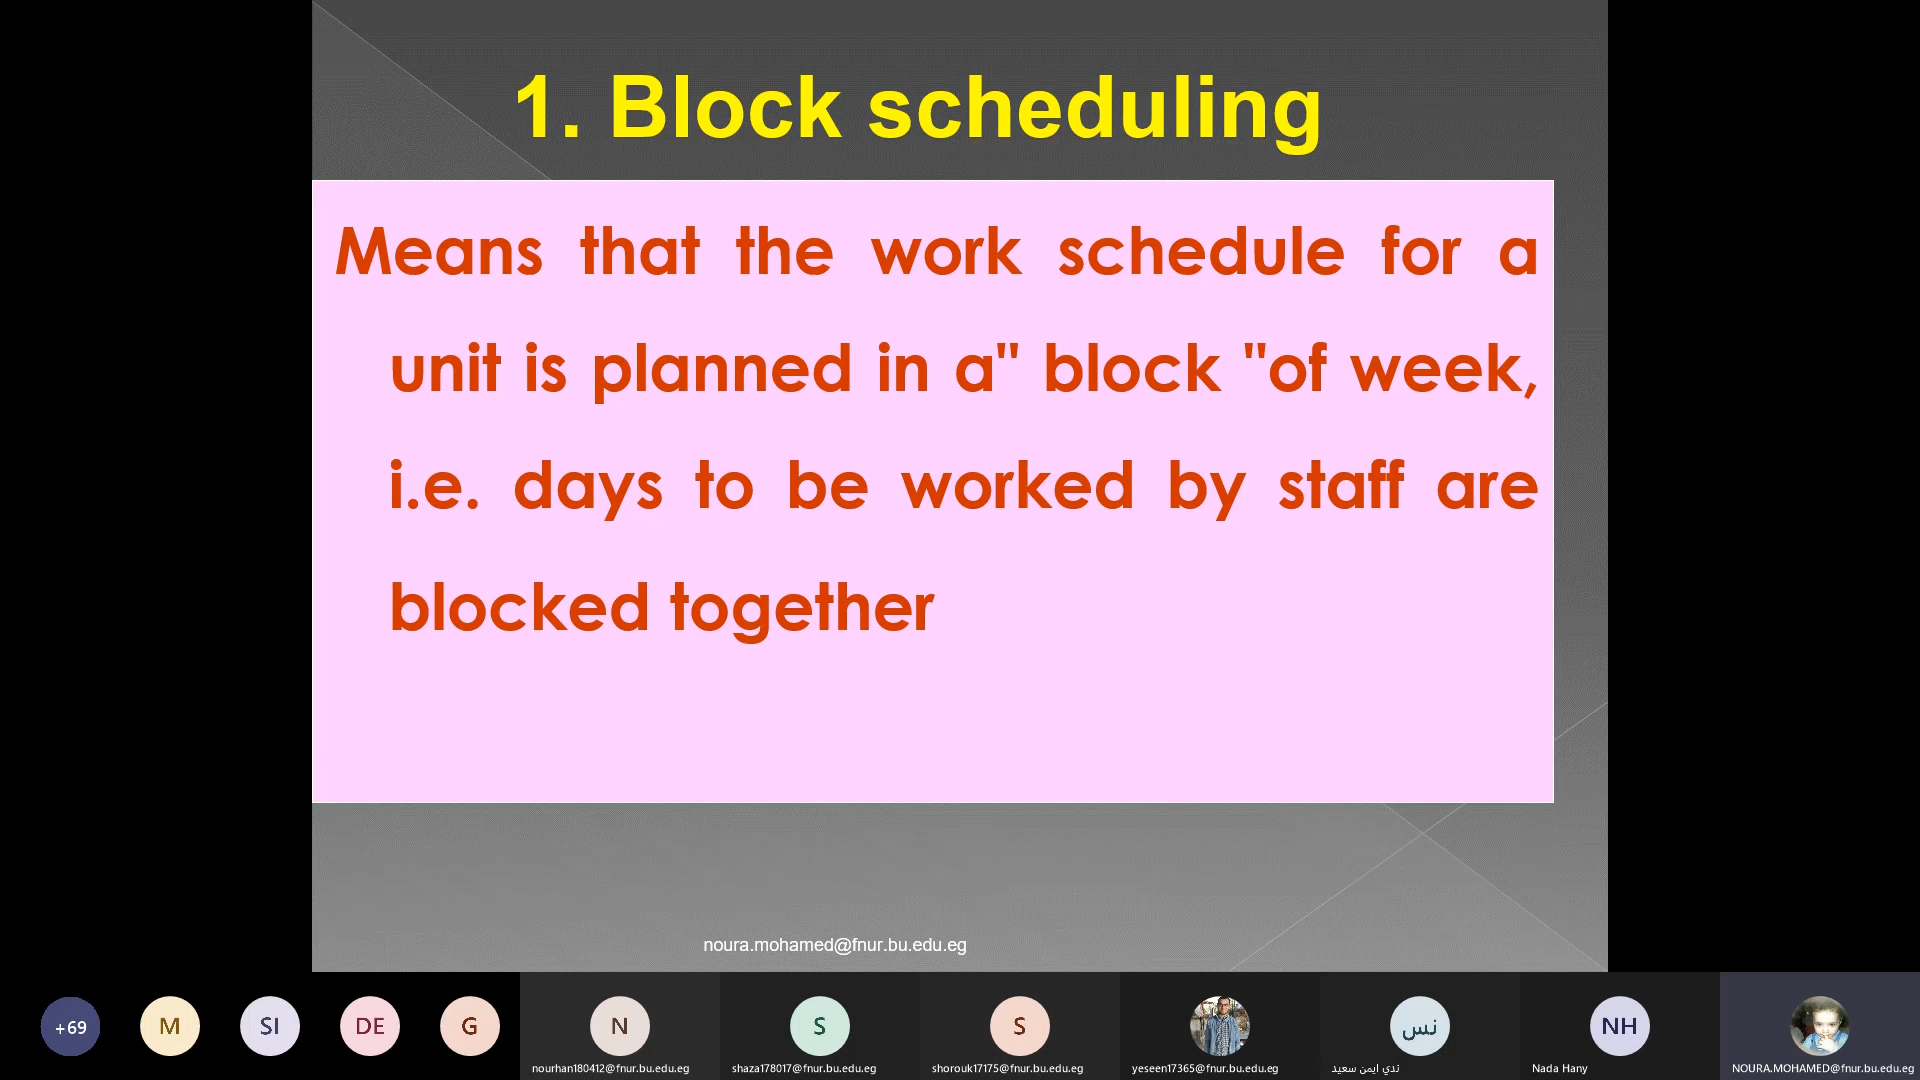 1. Block scheduling
Means that the work schedule for a
unit is planned in a" block "of week,
i.e. days to be worked by staff are
blocked together
noura.mohamed@fnur.bu.edu.eg
+69
M
SI
DE
G
N
S
S
نس
NH
nourhan180412@fnur.bu.edu.eg
shaza178017@fnur.bu.edu.eg
shorouk17175@fnur.bu.edu.eg
yeseen17365@fnur.bu.edu.eg
ندي ايمن سعيد
Nada Hany
NOURA.MOHAMED@fnur.bu.edu.eg